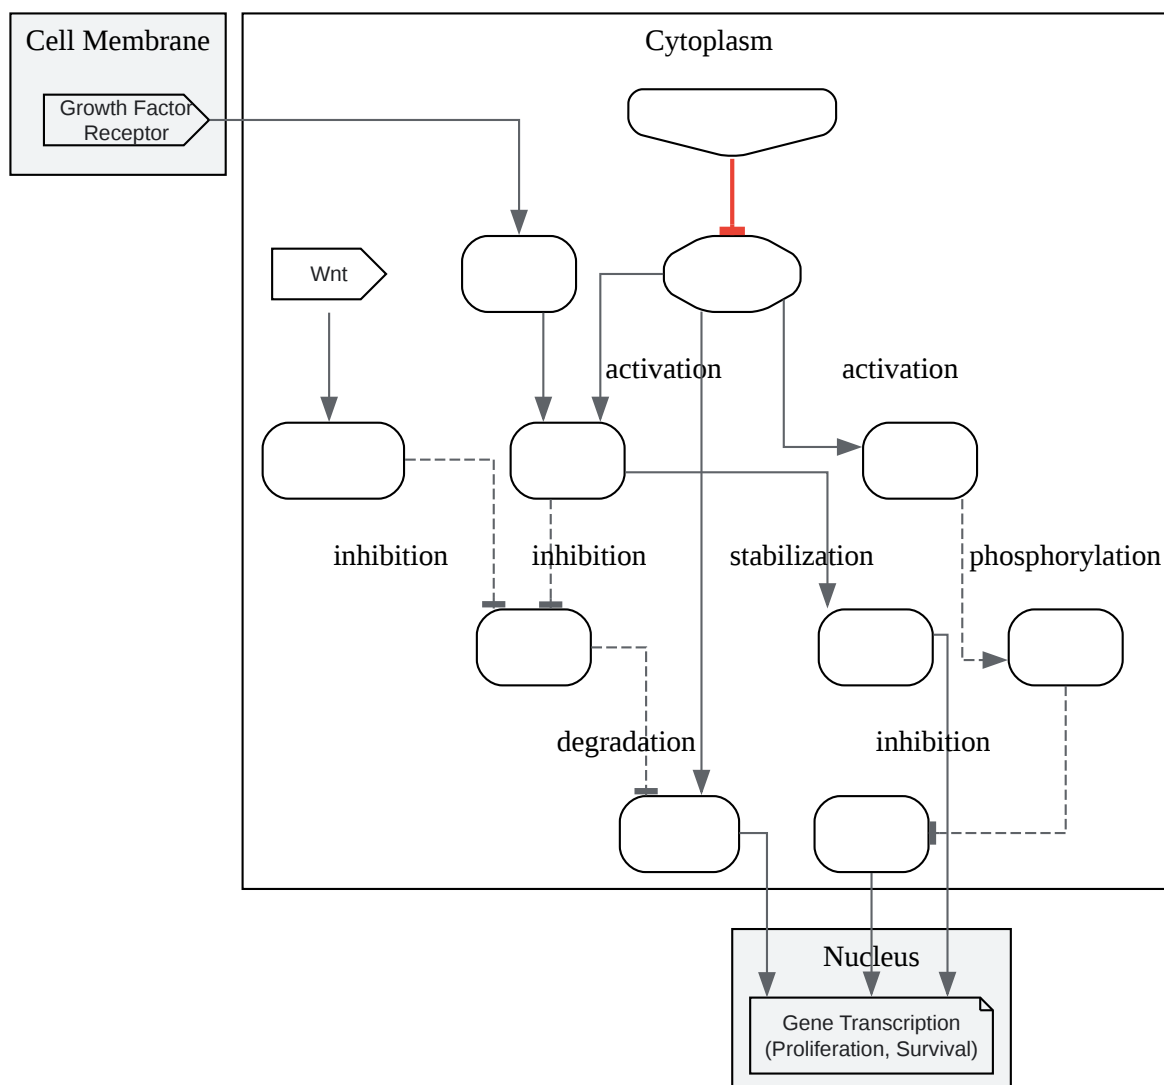 Cell Membrane
Cytoplasm
Growth Factor
Receptor
Wnt
activation
activation
inhibition
inhibition
stabilization
phosphorylation
degradation
inhibition
Nucleus
Gene Transcription
(Proliferation, Survival)